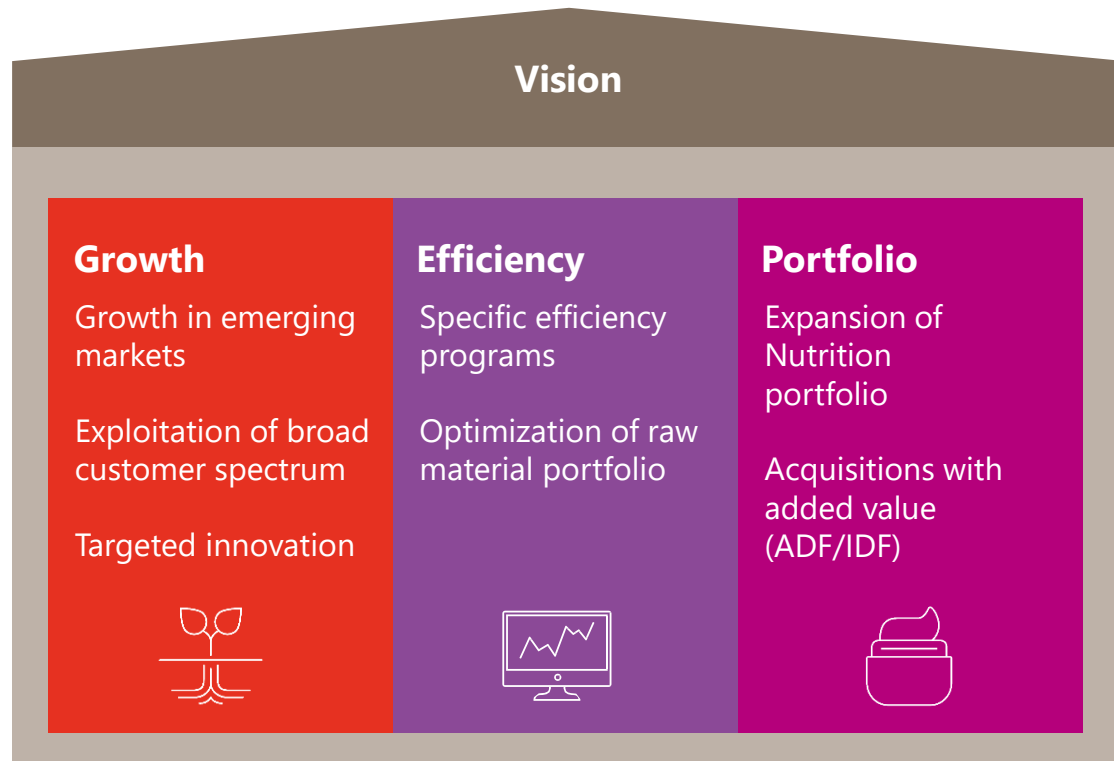 Vision
Growth
Growth in emerging
markets
Exploitation of broad
customer spectrum
Targeted innovation
Efficiency
Specific efficiency
programs
Optimization of raw
material portfolio
Portfolio
Expansion of
Nutrition
portfolio
Acquisitions with
added value
(ADF/IDF)